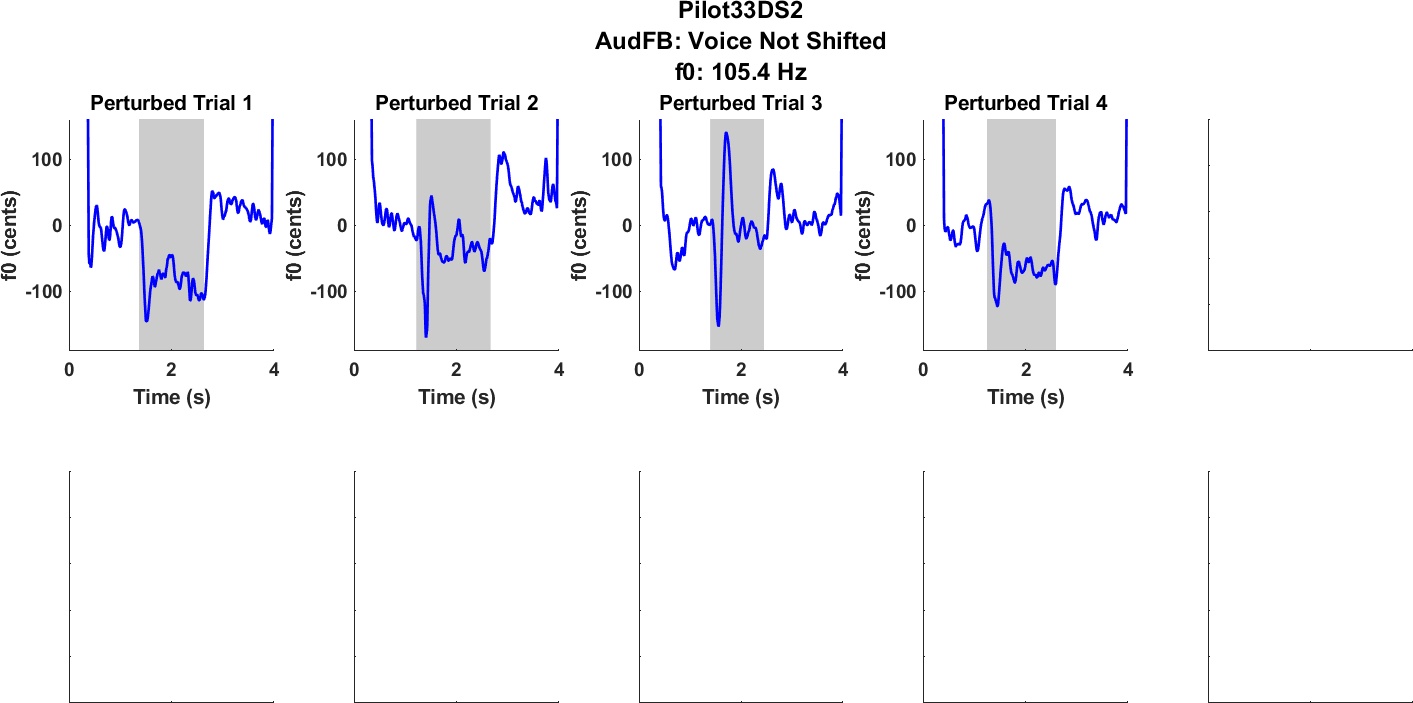 Pilot33DS2
AudFB: Voice Not Shifted
f0: 105.4 Hz
Perturbed Trial 1
Perturbed Trial 2
Perturbed Trial 3
Perturbed Trial 4
f0 (cents)
100
0
-100
0
2
4
Time (s)
f0 (cents)
100
0
-100
0
2
4
Time (s)
f0 (cents)
100
0
-100
0
2
4
Time (s)
f0 (cents)
100
0
-100
0
2
4
Time (s)